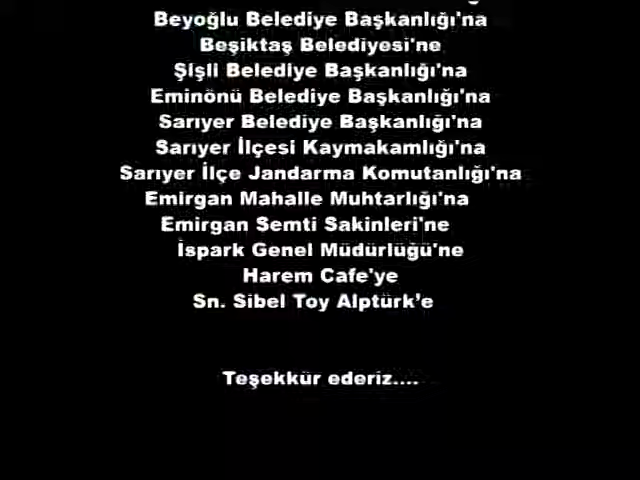 Beyoğlu Belediye Başkanlığı'na
Beşiktaş Belediyesi'ne
Şişli Belediye Başkanlığı'na
Eminönü Belediye Başkanlığı'na
Sarıyer Belediye Başkanlığı'na
Sarıyer İlçesi Kaymakamlığı'na
Sarıyer İlçe Jandarma Komutanlığı'na
Emirgan Mahalle Muhtarlığı'na
Emirgan Semti Sakinleri'ne
İspark Genel Müdürlüğü'ne
Harem Cafe'ye
Sn. Sibel Toy Alptürk’e
Teşekkür ederiz....